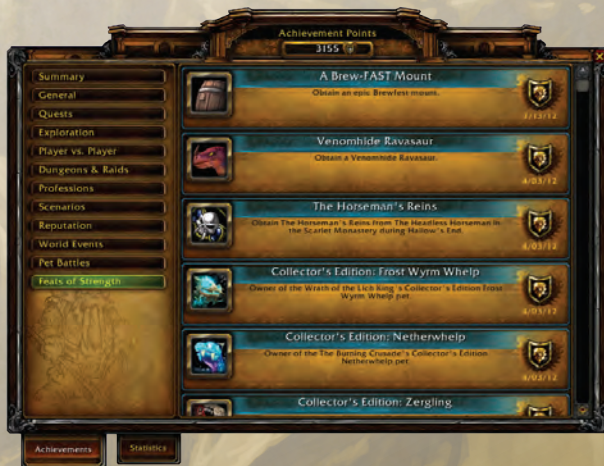 Achievement Points
3155
Summary
General
Quests
Exploration
Player vs. Player
Dungeons & Raids
Professions
Scenarios
Reputation
World Events
Pet Battles
Feats of Strength
A Brew-FAST Mount
Obtain an epic Brewfest mount.
Venomhide Ravasaur
Obtain a Venomhide Ravasaur.
4/03/12
The Horseman's Reins
Obtain The Horseman's Reins from The Headless Horseman in
the Scarlet Monastery during Hallow's End.
4/03/12
Collector's Edition: Frost Wyrm Whelp
Owner of the Wrath of the Lich King's Collector's Edition Frost
Wyrm Whelp pet.
4/03/12
Collector's Edition: Netherwhelp
Owner of the The Burning Crusade's Collector's Edition
Netherwhelp pet.
4/03/12
Collector's Edition: Zergling
Achievements
Statistics